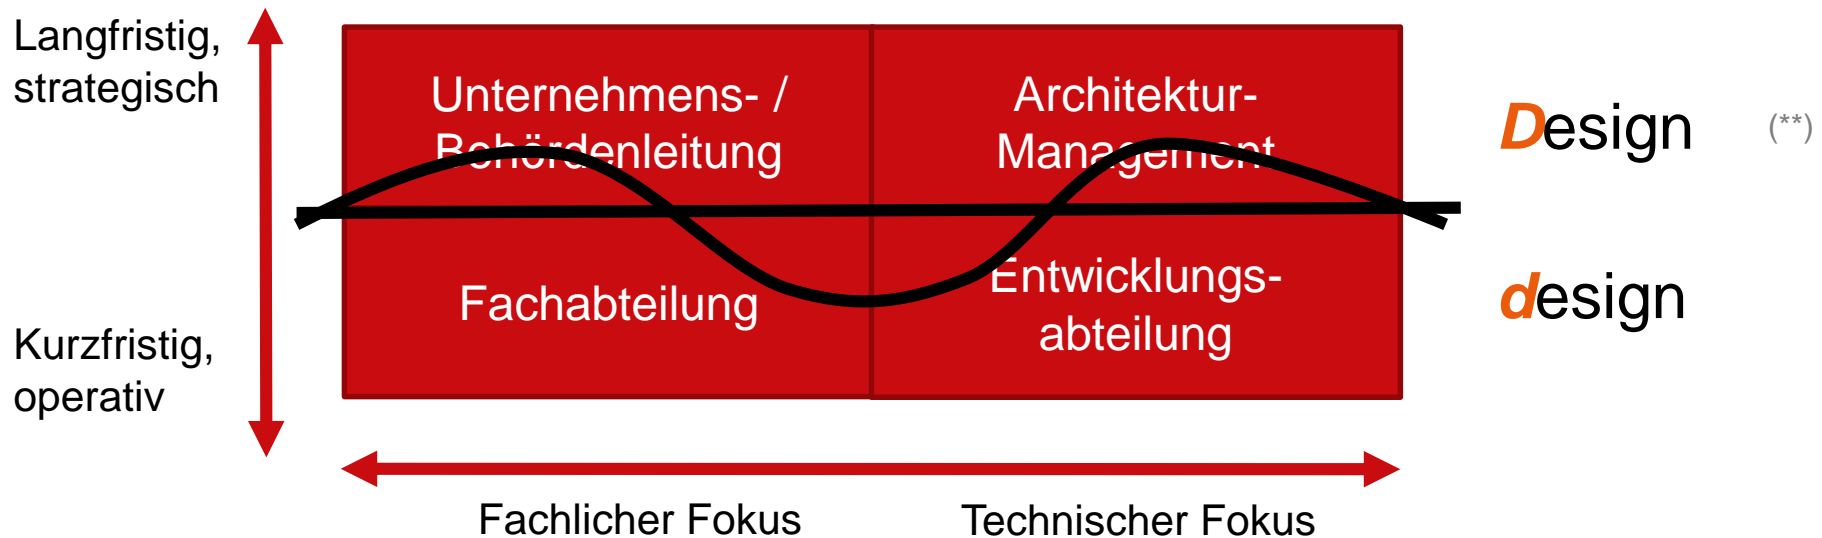 Langfristig,
strategisch
Unternehmens- /
Behördenleitung
Architektur-
Management
Design
(**)
Fachabteilung
Entwicklungs-
abteilung
design
Kurzfristig,
operativ
Fachlicher Fokus
Technischer Fokus